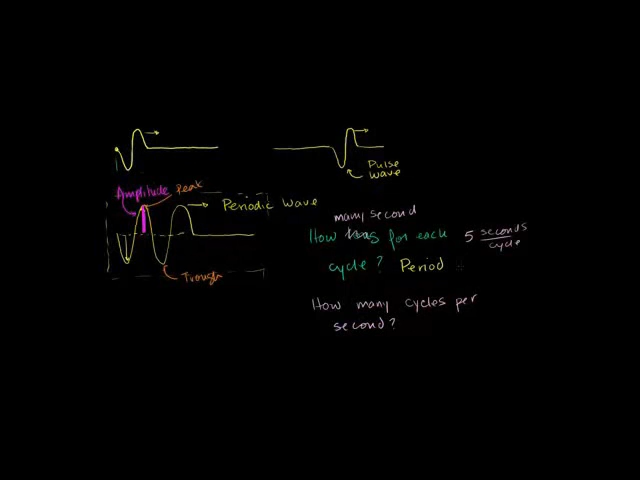 Pulse
wave
Amplitude
Peak
Periodic wave
Trough
many second
How for each
5 seconds
cycle
cycle? Period
How many cycles per
second?